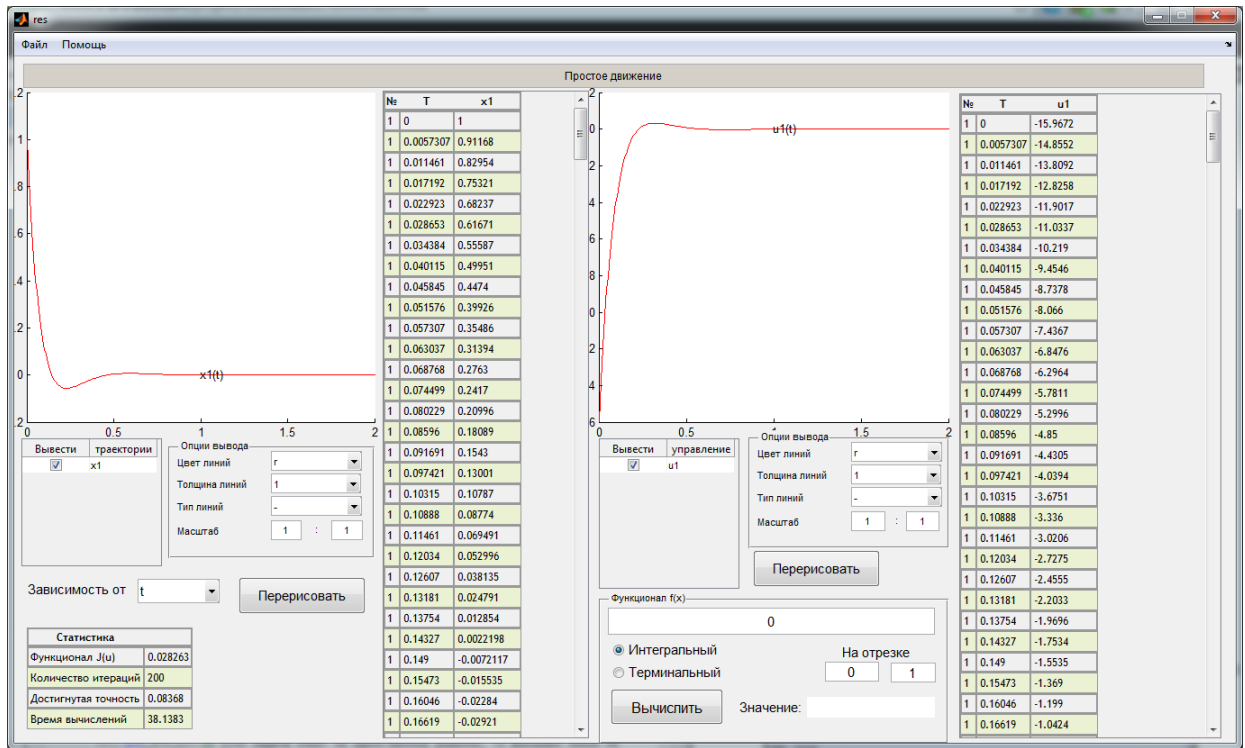 res
Файл Помощь
Простое движение
.2
1
.8
.6
.4
.2
0
.2
0 0.5 1 1.5 2
x1(t)
№ T x1
1 0 1
1 0.0057307 0.91168
1 0.011461 0.82954
1 0.017192 0.75321
1 0.022923 0.68237
1 0.028653 0.61671
1 0.034384 0.55587
1 0.040115 0.49951
1 0.045845 0.4474
1 0.051576 0.39926
1 0.057307 0.35486
1 0.063037 0.31394
1 0.068768 0.2763
1 0.074499 0.2417
1 0.080229 0.20996
1 0.08596 0.18089
1 0.091691 0.1543
1 0.097421 0.13001
1 0.10315 0.10787
1 0.10888 0.08774
1 0.11461 0.069491
1 0.12034 0.052996
1 0.12607 0.038135
1 0.13181 0.024791
1 0.13754 0.012854
1 0.14327 0.0022198
1 0.149 -0.0072117
1 0.15473 -0.015535
1 0.16046 -0.02284
1 0.16619 -0.02921
Вывести траектории
x1
Опции вывода
Цвет линий r
Толщина линий 1
Тип линий -
Масштаб 1 : 1
Зависимость от t
Перерисовать
Статистика
Функционал J(u) 0.028263
Количество итераций 200
Достигнутая точность 0.08368
Время вычислений 38.1383
2
0
2
4
6
8
0
2
4
6
0 0.5 1 1.5 2
u1(t)
№ T u1
1 0 -15.9672
1 0.0057307 -14.8552
1 0.011461 -13.8092
1 0.017192 -12.8258
1 0.022923 -11.9017
1 0.028653 -11.0337
1 0.034384 -10.219
1 0.040115 -9.4546
1 0.045845 -8.7378
1 0.051576 -8.066
1 0.057307 -7.4367
1 0.063037 -6.8476
1 0.068768 -6.2964
1 0.074499 -5.7811
1 0.080229 -5.2996
1 0.08596 -4.85
1 0.091691 -4.4305
1 0.097421 -4.0394
1 0.10315 -3.6751
1 0.10888 -3.336
1 0.11461 -3.0206
1 0.12034 -2.7275
1 0.12607 -2.4555
1 0.13181 -2.2033
1 0.13754 -1.9696
1 0.14327 -1.7534
1 0.149 -1.5535
1 0.15473 -1.369
1 0.16046 -1.199
1 0.16619 -1.0424
Вывести управление
u1
Опции вывода
Цвет линий r
Толщина линий 1
Тип линий -
Масштаб 1 : 1
Перерисовать
Функционал f(x)
0
Интегральный
Терминальный
На отрезке
0 1
Вычислить Значение: